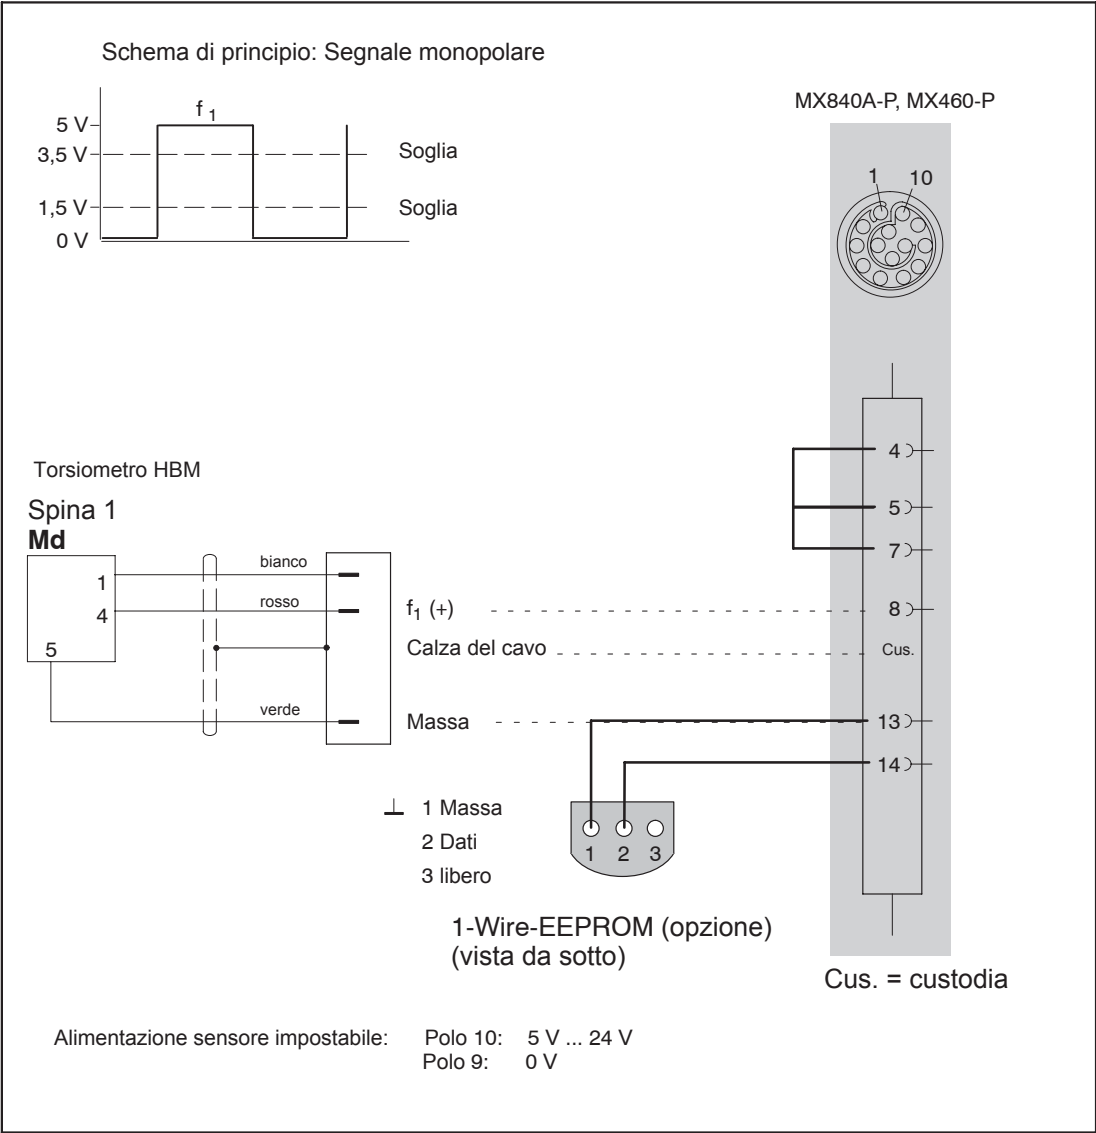 Schema di principio: Segnale monopolare
f 1
5 V
3,5 V
Soglia
1,5 V
Soglia
0 V
MX840A-P, MX460-P
1
10
4
5
7
Torsiometro HBM
Spina 1
Md
1
bianco
4
rosso
f1 (+)
8
5
Calza del cavo
Cus.
verde
Massa
13
14
1 Massa
2 Dati
3 libero
1 2 3
1-Wire-EEPROM (opzione)
(vista da sotto)
Cus. = custodia
Alimentazione sensore impostabile: Polo 10: 5 V ... 24 V
Polo 9: 0 V